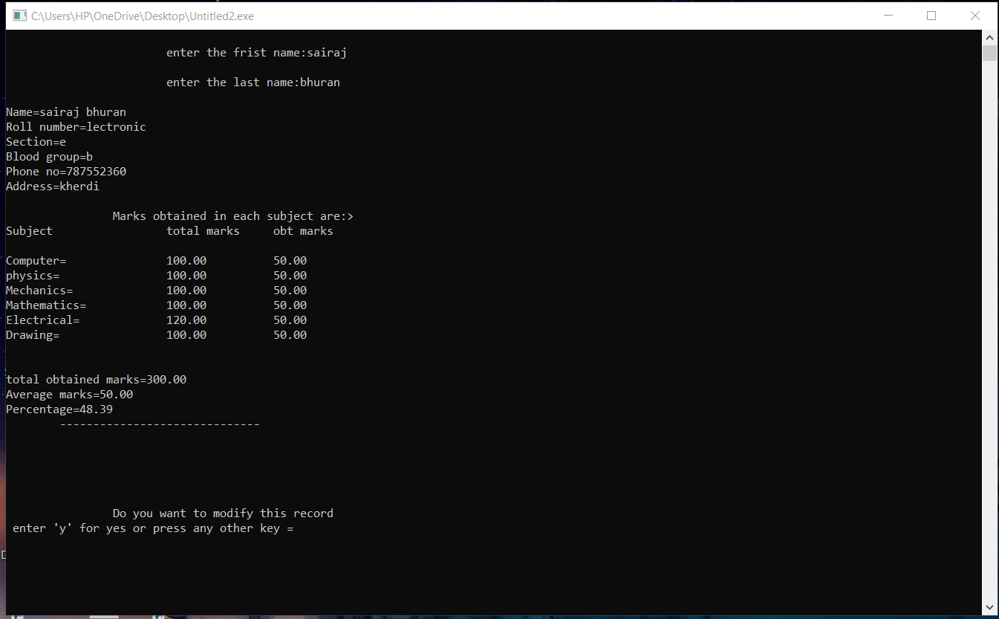 C:\Users\HP\OneDrive\Desktop\Untitled2.exe
enter the frist name:sairaj
enter the last name:bhuran
Name=sairaj bhuran
Roll number=lectronic
Section=e
Blood group=b
Phone no=787552360
Address=kherdi
Marks obtained in each subject are:>
Subject total marks obt marks
Computer= 100.00 50.00
physics= 100.00 50.00
Mechanics= 100.00 50.00
Mathematics= 100.00 50.00
Electrical= 120.00 50.00
Drawing= 100.00 50.00
total obtained marks=300.00
Average marks=50.00
Percentage=48.39
------------------------------
Do you want to modify this record
enter 'y' for yes or press any other key =